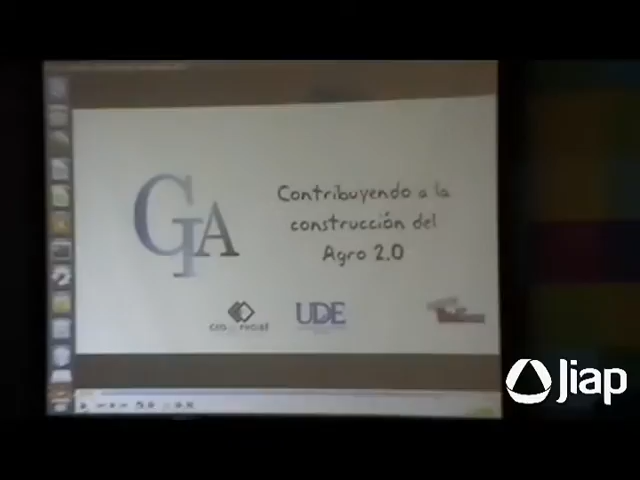 GIA
Contribuyendo a la
construcción del
Agro 2.0
UDE
Jiap